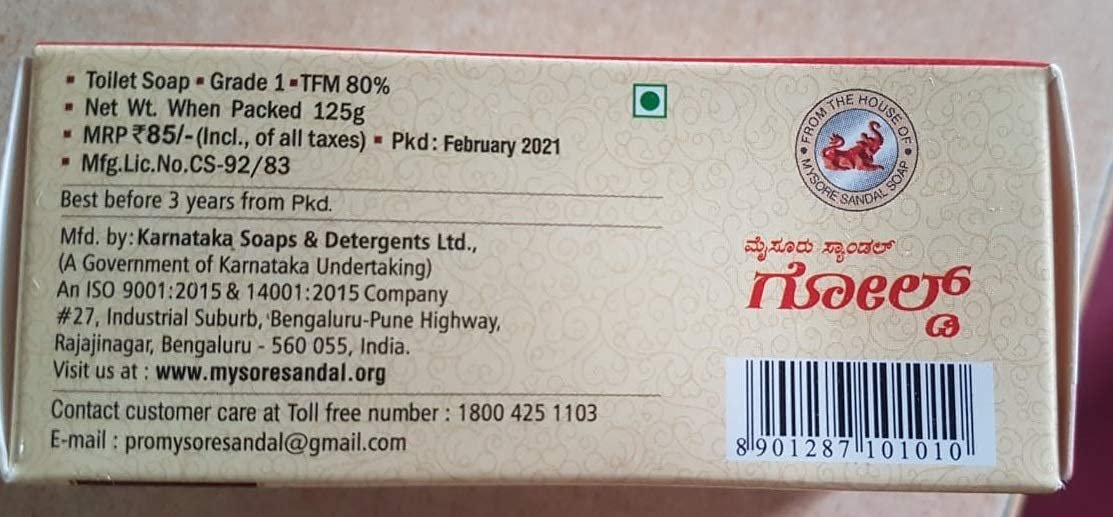 ▪ Toilet Soap ▪ Grade 1 ▪ TFM 80%
▪ Net Wt. When Packed 125g
▪ MRP ₹85/- (Incl., of all taxes) ▪ Pkd : February 2021
▪ Mfg.Lic.No.CS-92/83
Best before 3 years from Pkd.
Mfd. by: Karnataka Soaps & Detergents Ltd.,
(A Government of Karnataka Undertaking)
An ISO 9001:2015 & 14001:2015 Company
#27, Industrial Suburb, Bengaluru-Pune Highway,
Rajajinagar, Bengaluru - 560 055, India.
Visit us at : www.mysoresandal.org
Contact customer care at Toll free number : 1800 425 1103
E-mail : promysoresandal@gmail.com
• FROM THE HOUSE OF •
MYSORE SANDAL SOAP
ಮೈಸೂರು ಸ್ಯಾಂಡಲ್
ಗೋಲ್ಡ್
8 901287 101010